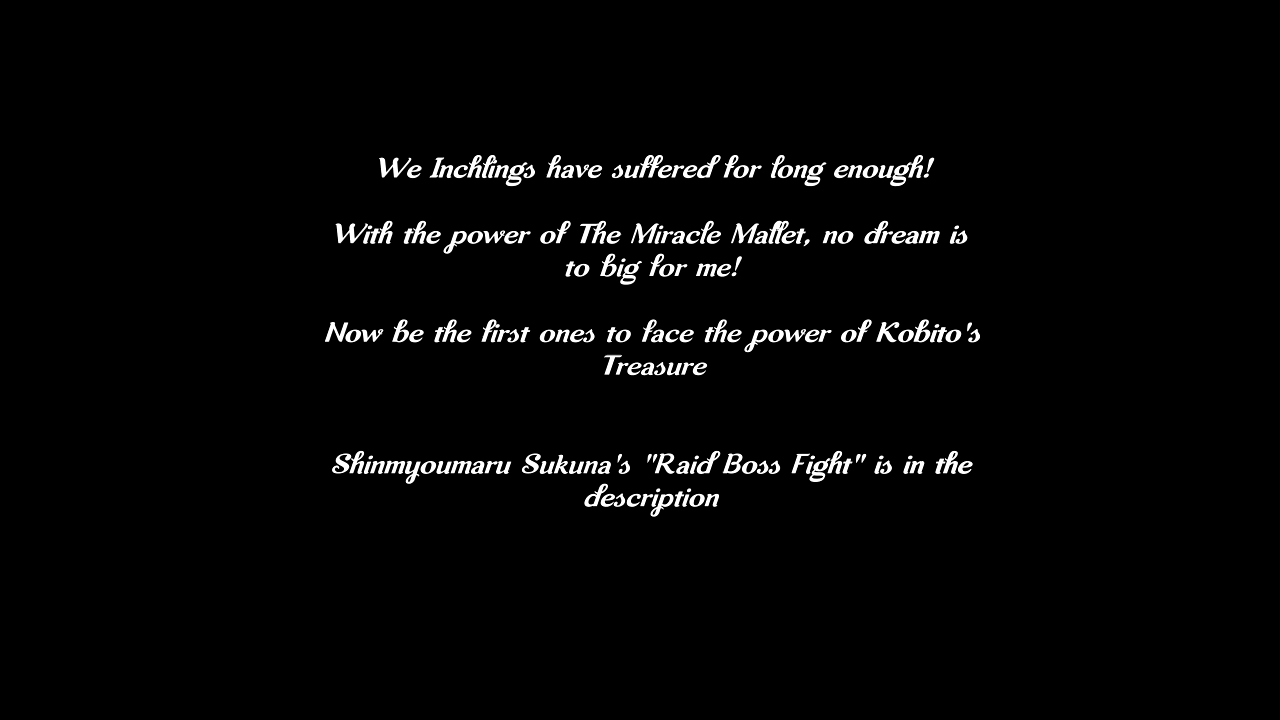 We Inchlings have suffered for long enough!
With the power of The Miracle Mallet, no dream is
to big for me!
Now be the first ones to face the power of Kobito's
Treasure
Shinmyoumaru Sukuna's "Raid Boss Fight" is in the
description